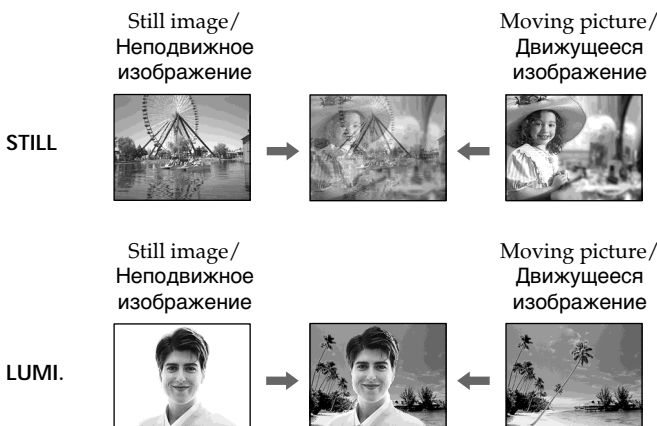 Still image/
Неподвижное
изображение
Moving picture/
Движущееся
изображение
STILL
Still image/
Неподвижное
изображение
Moving picture/
Движущееся
изображение
LUMI.